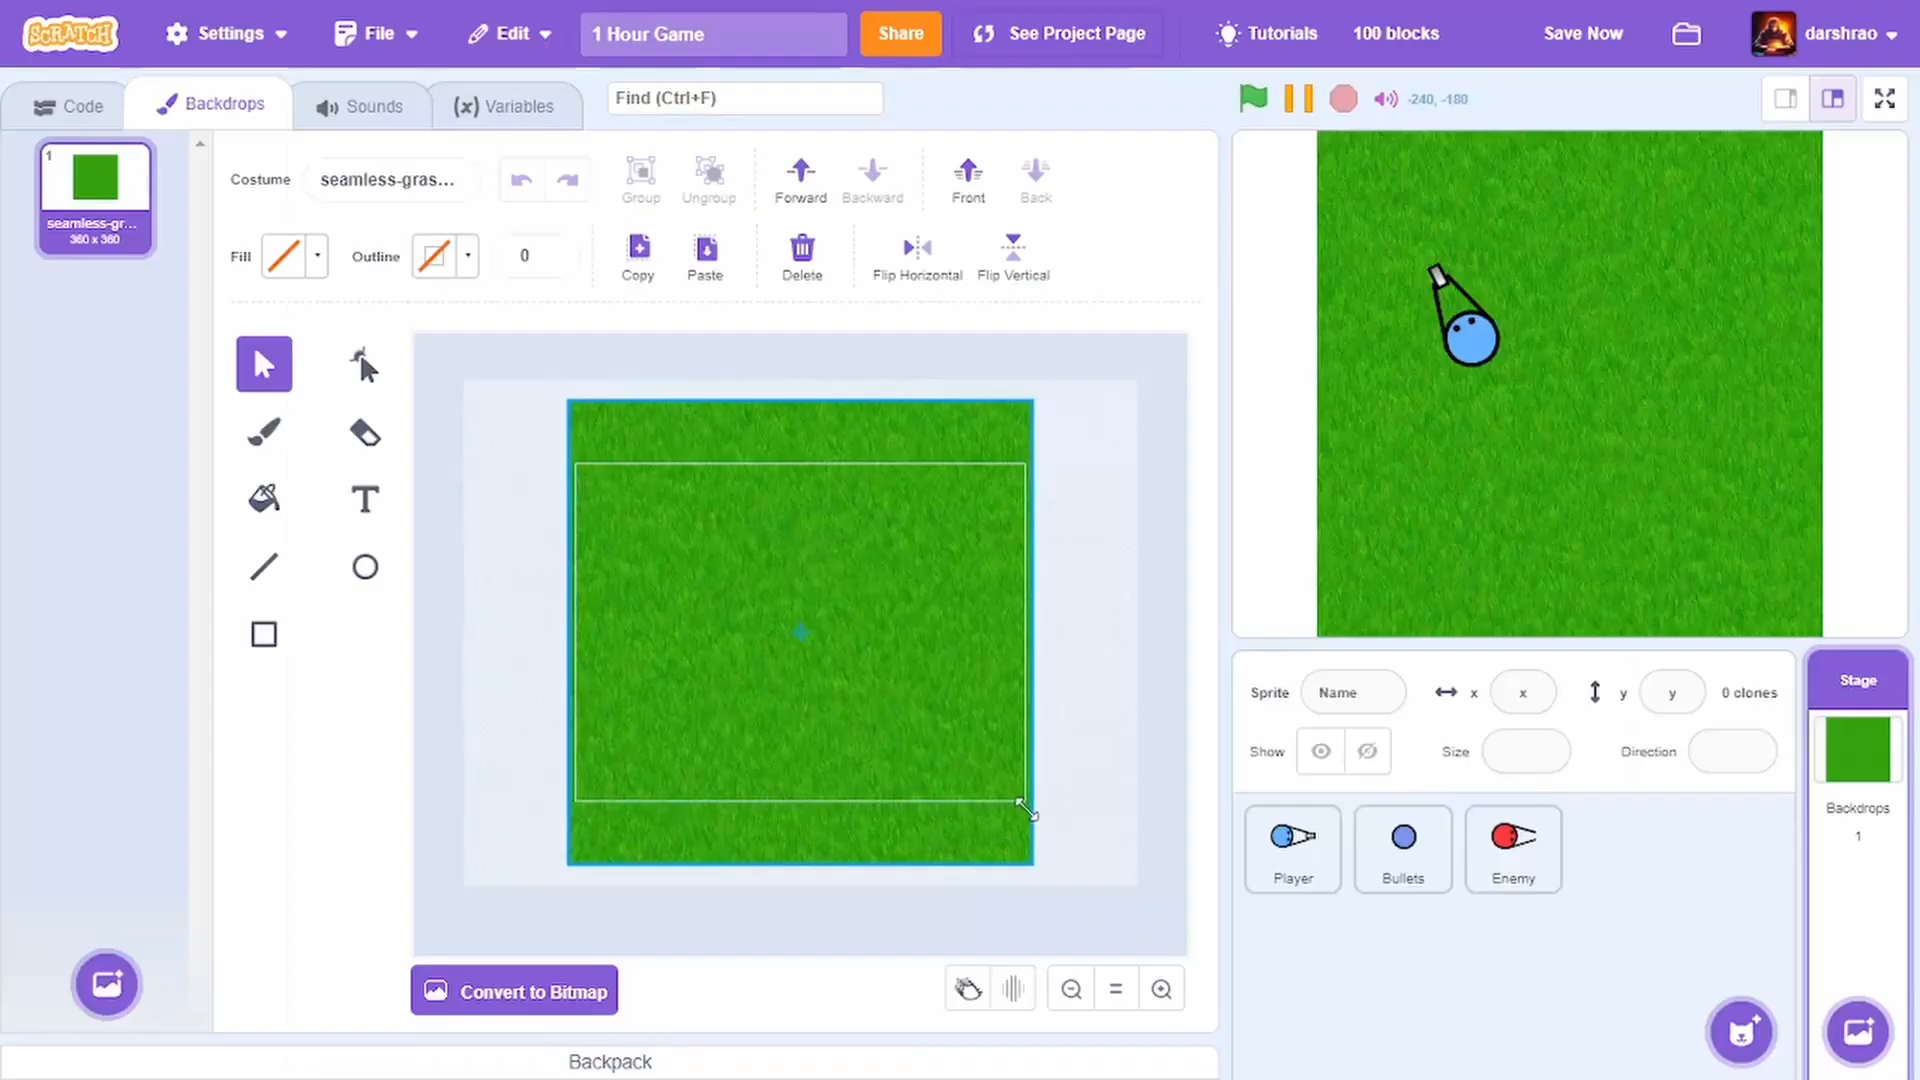 SCRATCH Settings File Edit 1 Hour Game Share See Project Page Tutorials 100 blocks Save Now darshrao
Code Backdrops Sounds (x) Variables Find (Ctrl+F) -240, -180
1
seamless-gr...
360 x 360
Costume seamless-gras... Group Ungroup Forward Backward Front Back
Fill Outline 0 Copy Paste Delete Flip Horizontal Flip Vertical
T
Convert to Bitmap
=
Backpack
Sprite Name x x y y 0 clones
Show Size Direction
Player Bullets Enemy
Stage
Backdrops
1